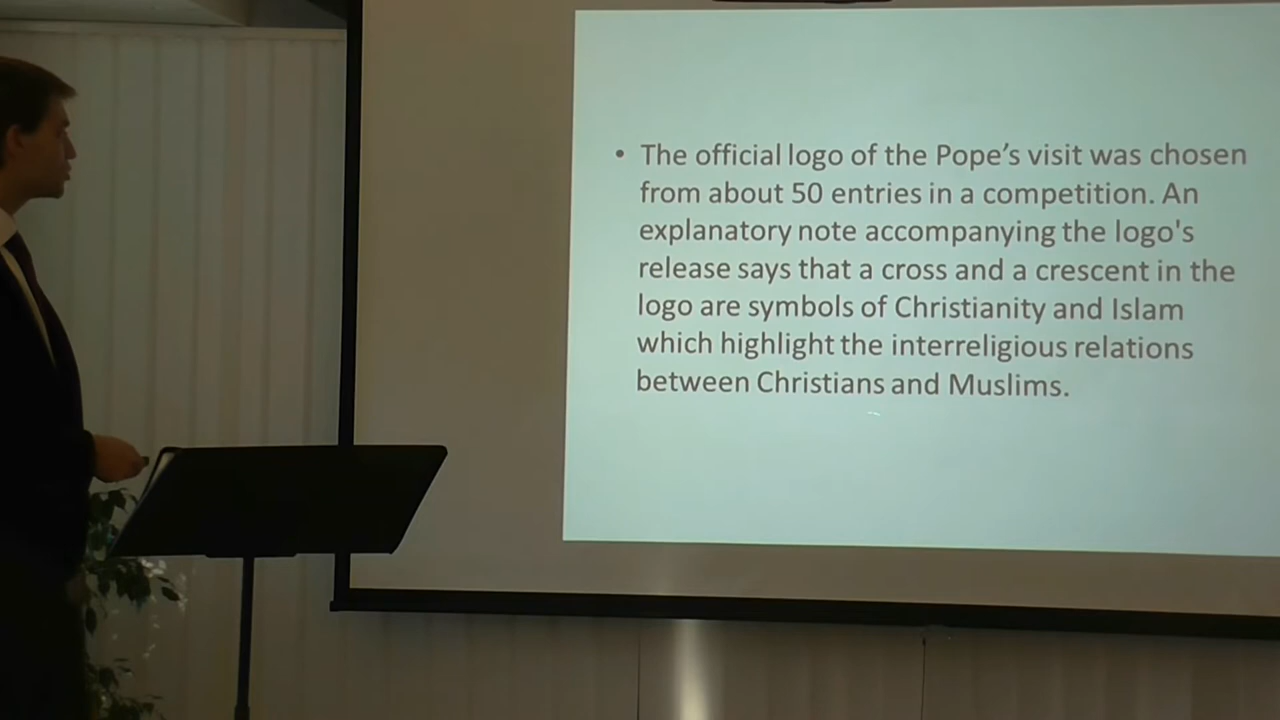 • The official logo of the Pope’s visit was chosen
from about 50 entries in a competition. An
explanatory note accompanying the logo's
release says that a cross and a crescent in the
logo are symbols of Christianity and Islam
which highlight the interreligious relations
between Christians and Muslims.